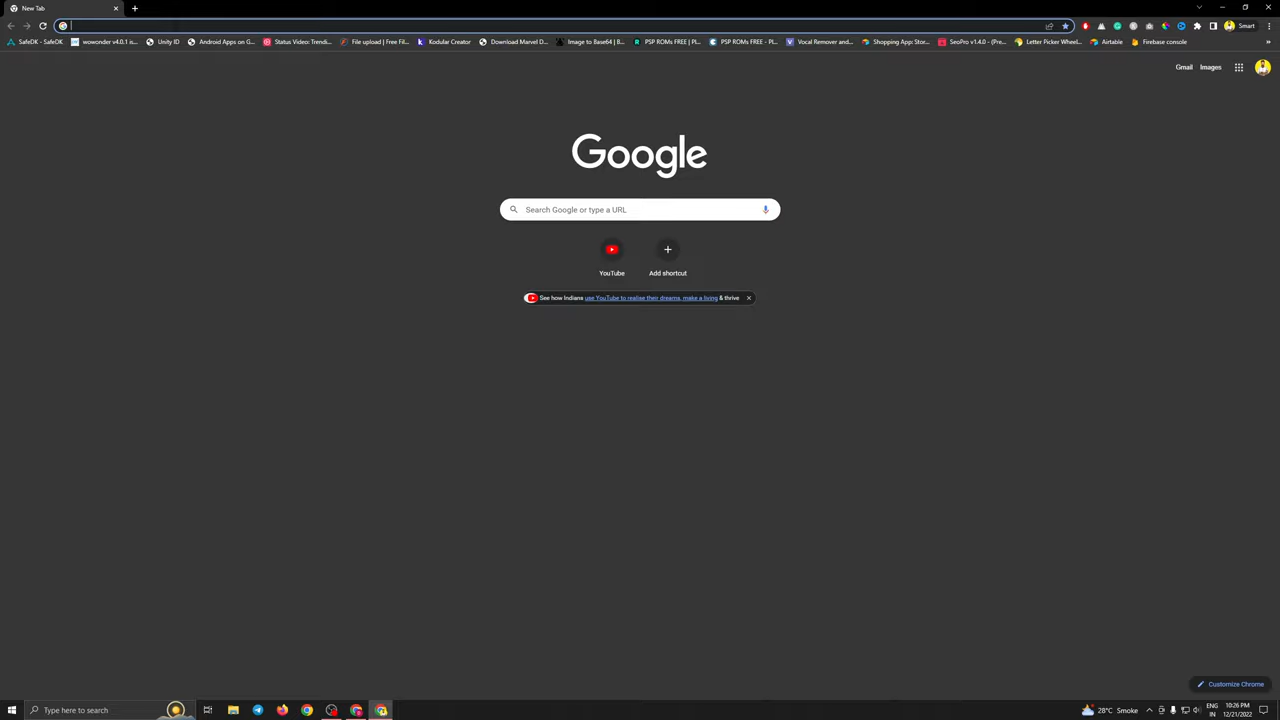 New Tab
SafeDK - SafeDK
wowonder v4.0.1 is...
Unity ID
Android Apps on G...
Status Video: Trendi...
File upload | Free Fil...
Kodular Creator
Download Marvel D...
Image to Base64 | B...
PSP ROMs FREE | Pl...
PSP ROMs FREE - Pl...
Vocal Remover and...
Shopping App: Stor...
SeoPro v1.4.0 - (Pre...
Letter Picker Wheel...
Airtable
Firebase console
Smart
Gmail
Images
Google
Search Google or type a URL
YouTube
Add shortcut
See how Indians use YouTube to realise their dreams, make a living & thrive
Customize Chrome
Type here to search
28°C Smoke
ENG
IN
10:26 PM
12/21/2022